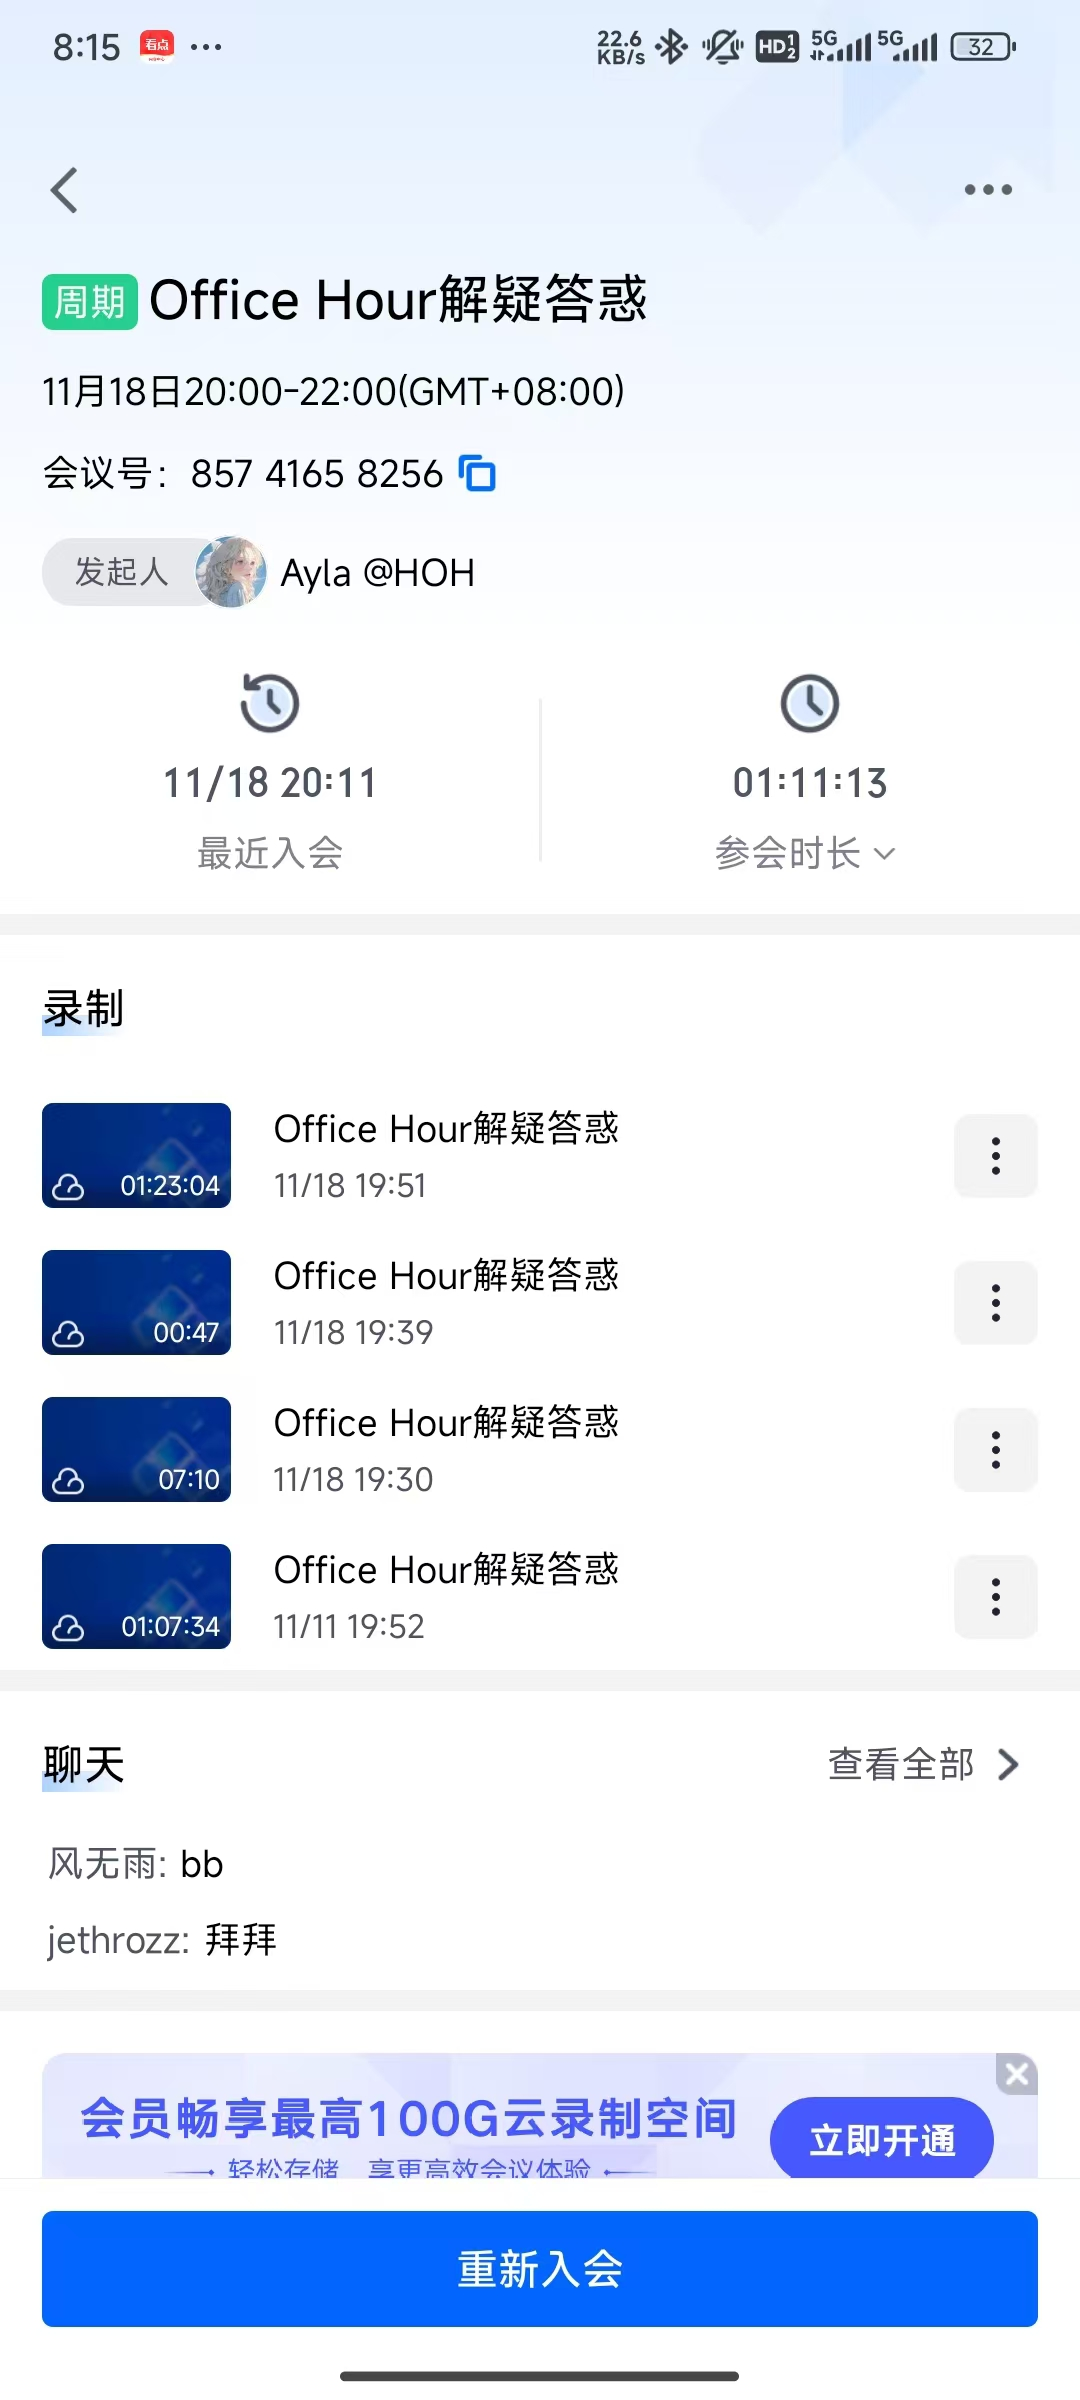 8:15 看点 22.6 KB/s HD 1 2 5G 5G 32
周期 Office Hour解疑答惑
11月18日20:00-22:00(GMT+08:00)
会议号: 857 4165 8256
发起人 Ayla @HOH
11/18 20:11
最近入会
01:11:13
参会时长
录制
01:23:04
Office Hour解疑答惑
11/18 19:51
00:47
Office Hour解疑答惑
11/18 19:39
07:10
Office Hour解疑答惑
11/18 19:30
01:07:34
Office Hour解疑答惑
11/11 19:52
聊天 查看全部
风无雨: bb
jethrozz: 拜拜
会员畅享最高100G云录制空间
轻松存储 享更高效会议体验
立即开通
重新入会